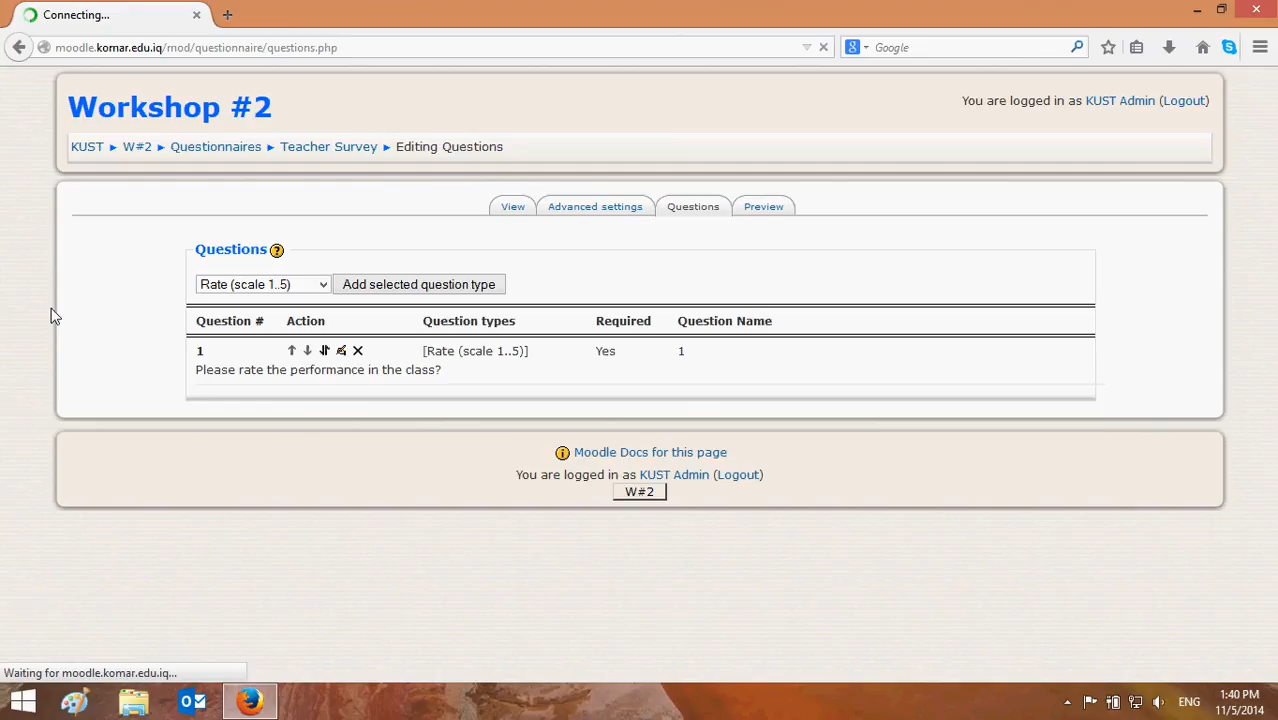 Connecting...
moodle.komar.edu.iq/mod/questionnaire/questions.php
Google
Workshop #2
You are logged in as KUST Admin (Logout)
KUST ► W#2 ► Questionnaires ► Teacher Survey ► Editing Questions
View Advanced settings Questions Preview
Questions
Rate (scale 1..5) Add selected question type
Question # Action Question types Required Question Name
1 [Rate (scale 1..5)] Yes 1
Please rate the performance in the class?
Moodle Docs for this page
You are logged in as KUST Admin (Logout)
W#2
Waiting for moodle.komar.edu.iq...
ENG
1:40 PM
11/5/2014